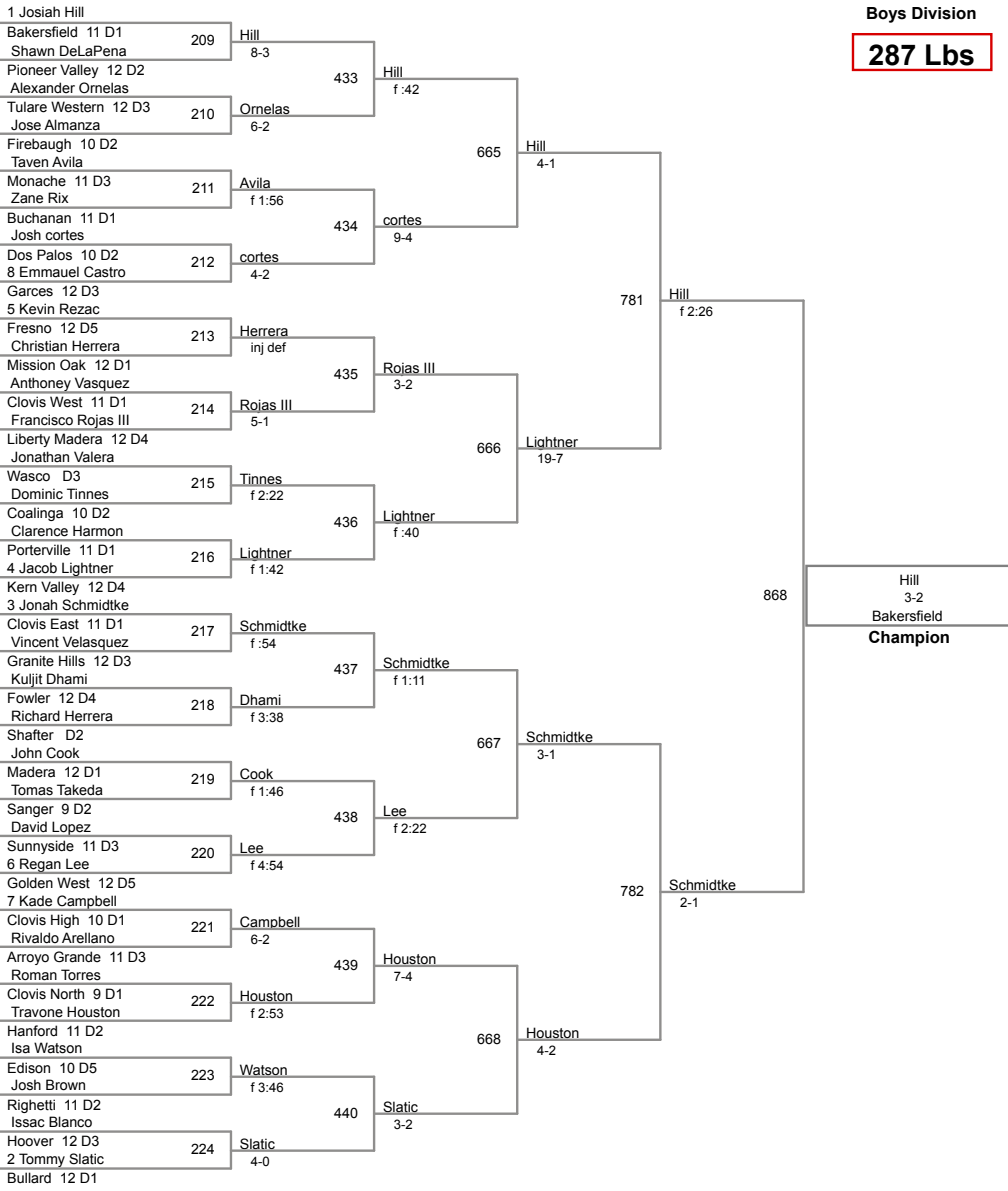 1 Josiah Hill
Bakersfield 11 D1
Shawn DeLaPena
Pioneer Valley 12 D2
Alexander Ornelas
Tulare Western 12 D3
Jose Almanza
Firebaugh 10 D2
Taven Avila
Monache 11 D3
Zane Rix
Buchanan 11 D1
Josh cortes
Dos Palos 10 D2
8 Emmauel Castro
Garces 12 D3
5 Kevin Rezac
Fresno 12 D5
Christian Herrera
Mission Oak 12 D1
Anthoney Vasquez
Clovis West 11 D1
Francisco Rojas III
Liberty Madera 12 D4
Jonathan Valera
Wasco D3
Dominic Tinnes
Coalinga 10 D2
Clarence Harmon
Porterville 11 D1
4 Jacob Lightner
Kern Valley 12 D4
3 Jonah Schmidtke
Clovis East 11 D1
Vincent Velasquez
Granite Hills 12 D3
Kuljit Dhami
Fowler 12 D4
Richard Herrera
Shafter D2
John Cook
Madera 12 D1
Tomas Takeda
Sanger 9 D2
David Lopez
Sunnyside 11 D3
6 Regan Lee
Golden West 12 D5
7 Kade Campbell
Clovis High 10 D1
Rivaldo Arellano
Arroyo Grande 11 D3
Roman Torres
Clovis North 9 D1
Travone Houston
Hanford 11 D2
Isa Watson
Edison 10 D5
Josh Brown
Righetti 11 D2
Issac Blanco
Hoover 12 D3
2 Tommy Slatic
Bullard 12 D1
209
210
211
212
213
214
215
216
217
218
219
220
221
222
223
224
Hill
8-3
Ornelas
6-2
Avila
f 1:56
cortes
4-2
Herrera
inj def
Rojas III
5-1
Tinnes
f 2:22
Lightner
f 1:42
Schmidtke
f :54
Dhami
f 3:38
Cook
f 1:46
Lee
f 4:54
Campbell
6-2
Houston
f 2:53
Watson
f 3:46
Slatic
4-0
433
434
435
436
437
438
439
440
Hill
f :42
cortes
9-4
Rojas III
3-2
Lightner
f :40
Schmidtke
f 1:11
Lee
f 2:22
Houston
7-4
Slatic
3-2
665
666
667
668
Hill
4-1
Lightner
19-7
Schmidtke
3-1
Houston
4-2
781
782
Hill
f 2:26
Schmidtke
2-1
868
Boys Division
287 Lbs
Hill
3-2
Bakersfield
Champion